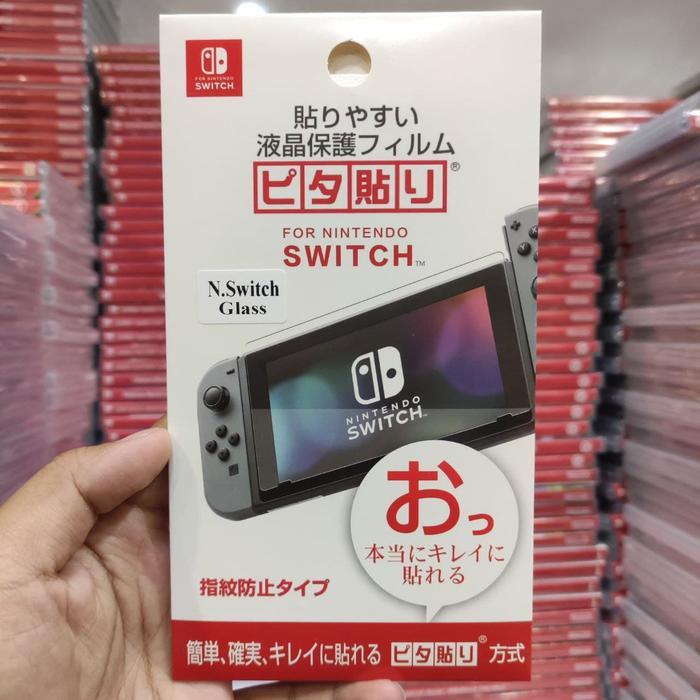 FOR NINTENDO
SWITCH
貼りやすい
液晶保護フィルム
ピタ貼り®
FOR NINTENDO
SWITCH™
N.Switch
Glass
NINTENDO
SWITCH™
おっ
本当にキレイに
貼れる
指紋防止タイプ
簡単、確実、キレイに貼れる ピタ貼り® 方式